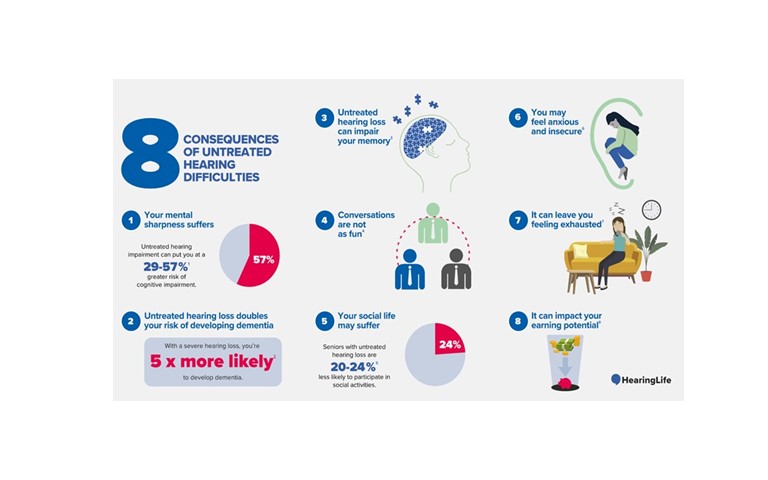 8 CONSEQUENCES
OF UNTREATED
HEARING
DIFFICULTIES
1 Your mental
sharpness suffers
Untreated hearing
impairment can put you at a
29-57%¹
greater risk of
cognitive impairment.
57%
2 Untreated hearing loss doubles
your risk of developing dementia
With a severe hearing loss, you're
5 x more likely²
to develop dementia.
3 Untreated
hearing loss
can impair
your memory³
4 Conversations
are not
as fun⁴
5 Your social life
may suffer
Seniors with untreated
hearing loss are
20-24%⁵
less likely to participate in
social activities.
24%
6 You may
feel anxious
and insecure⁶
7 It can leave you
feeling exhausted
z z z
8 It can impact your
earning potential⁸
HearingLife